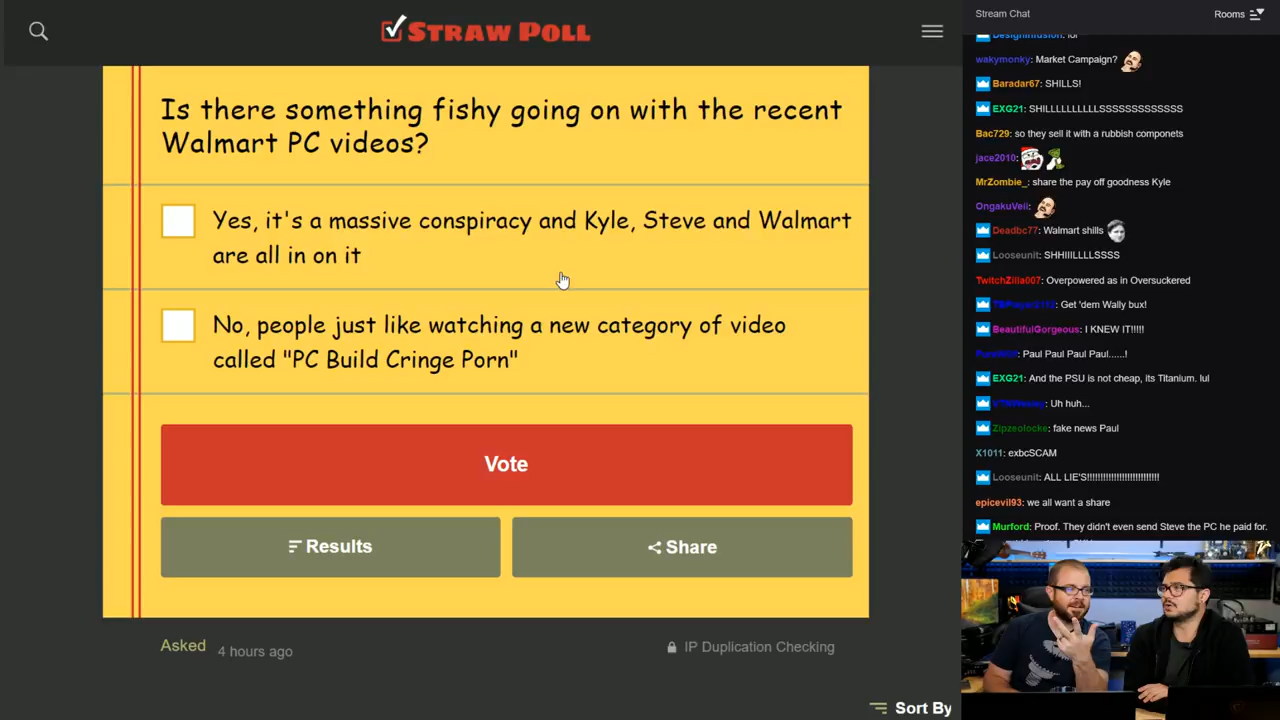 STRAW POLL
Is there something fishy going on with the recent
Walmart PC videos?
Yes, it's a massive conspiracy and Kyle, Steve and Walmart
are all in on it
No, people just like watching a new category of video
called "PC Build Cringe Porn"
Vote
Results
Share
Asked 4 hours ago
IP Duplication Checking
Sort By
Stream Chat
Rooms
wakymonky: Market Campaign?
Baradar67: SHILLS!
EXG21: SHILLLLLLLLLSSSSSSSSSSSSS
Bac729: so they sell it with a rubbish componets
jace2010:
MrZombie_: share the pay off goodness Kyle
OngakuVeil:
Deadbc77: Walmart shills
Looseunit: SHHIIILLLLSSSS
TwitchZilla007: Overpowered as in Oversuckered
Get 'dem Wally bux!
BeautifulGorgeous: I KNEW IT!!!!!
Paul Paul Paul Paul.....!
EXG21: And the PSU is not cheap, its Titanium. lul
Uh huh...
Zipzeolocke: fake news Paul
X1011: exbcSCAM
Looseunit: ALL LIE'S!!!!!!!!!!!!!!!!!!!!!!!!!!
epicevil93: we all want a share
Murford: Proof. They didn't even send Steve the PC he paid for.